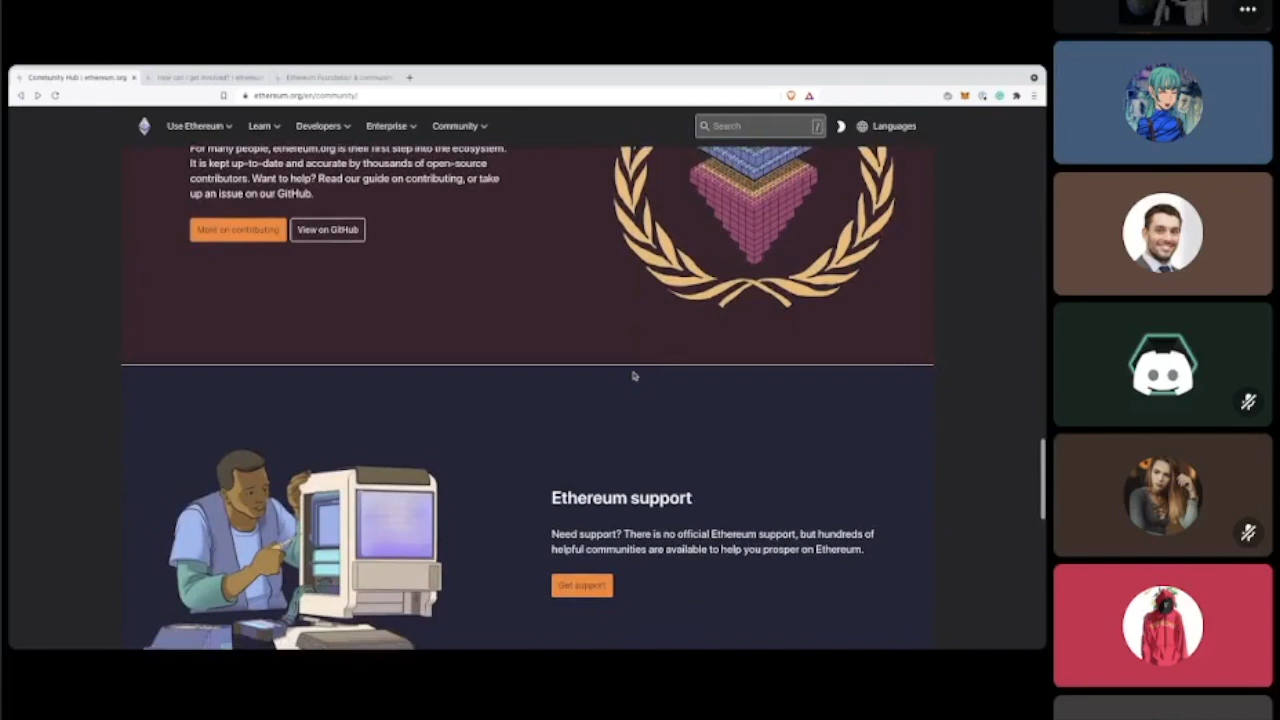 Community Hub | ethereum.org
How can I get involved? | ethereum
Ethereum Foundation & communi
ethereum.org/en/community/
Use Ethereum
Learn
Developers
Enterprise
Community
Search
/
Languages
For many people, ethereum.org is their first step into the ecosystem.
It is kept up-to-date and accurate by thousands of open-source
contributors. Want to help? Read our guide on contributing, or take
up an issue on our GitHub.
More on contributing
View on GitHub
Ethereum support
Need support? There is no official Ethereum support, but hundreds of
helpful communities are available to help you prosper on Ethereum.
Get support